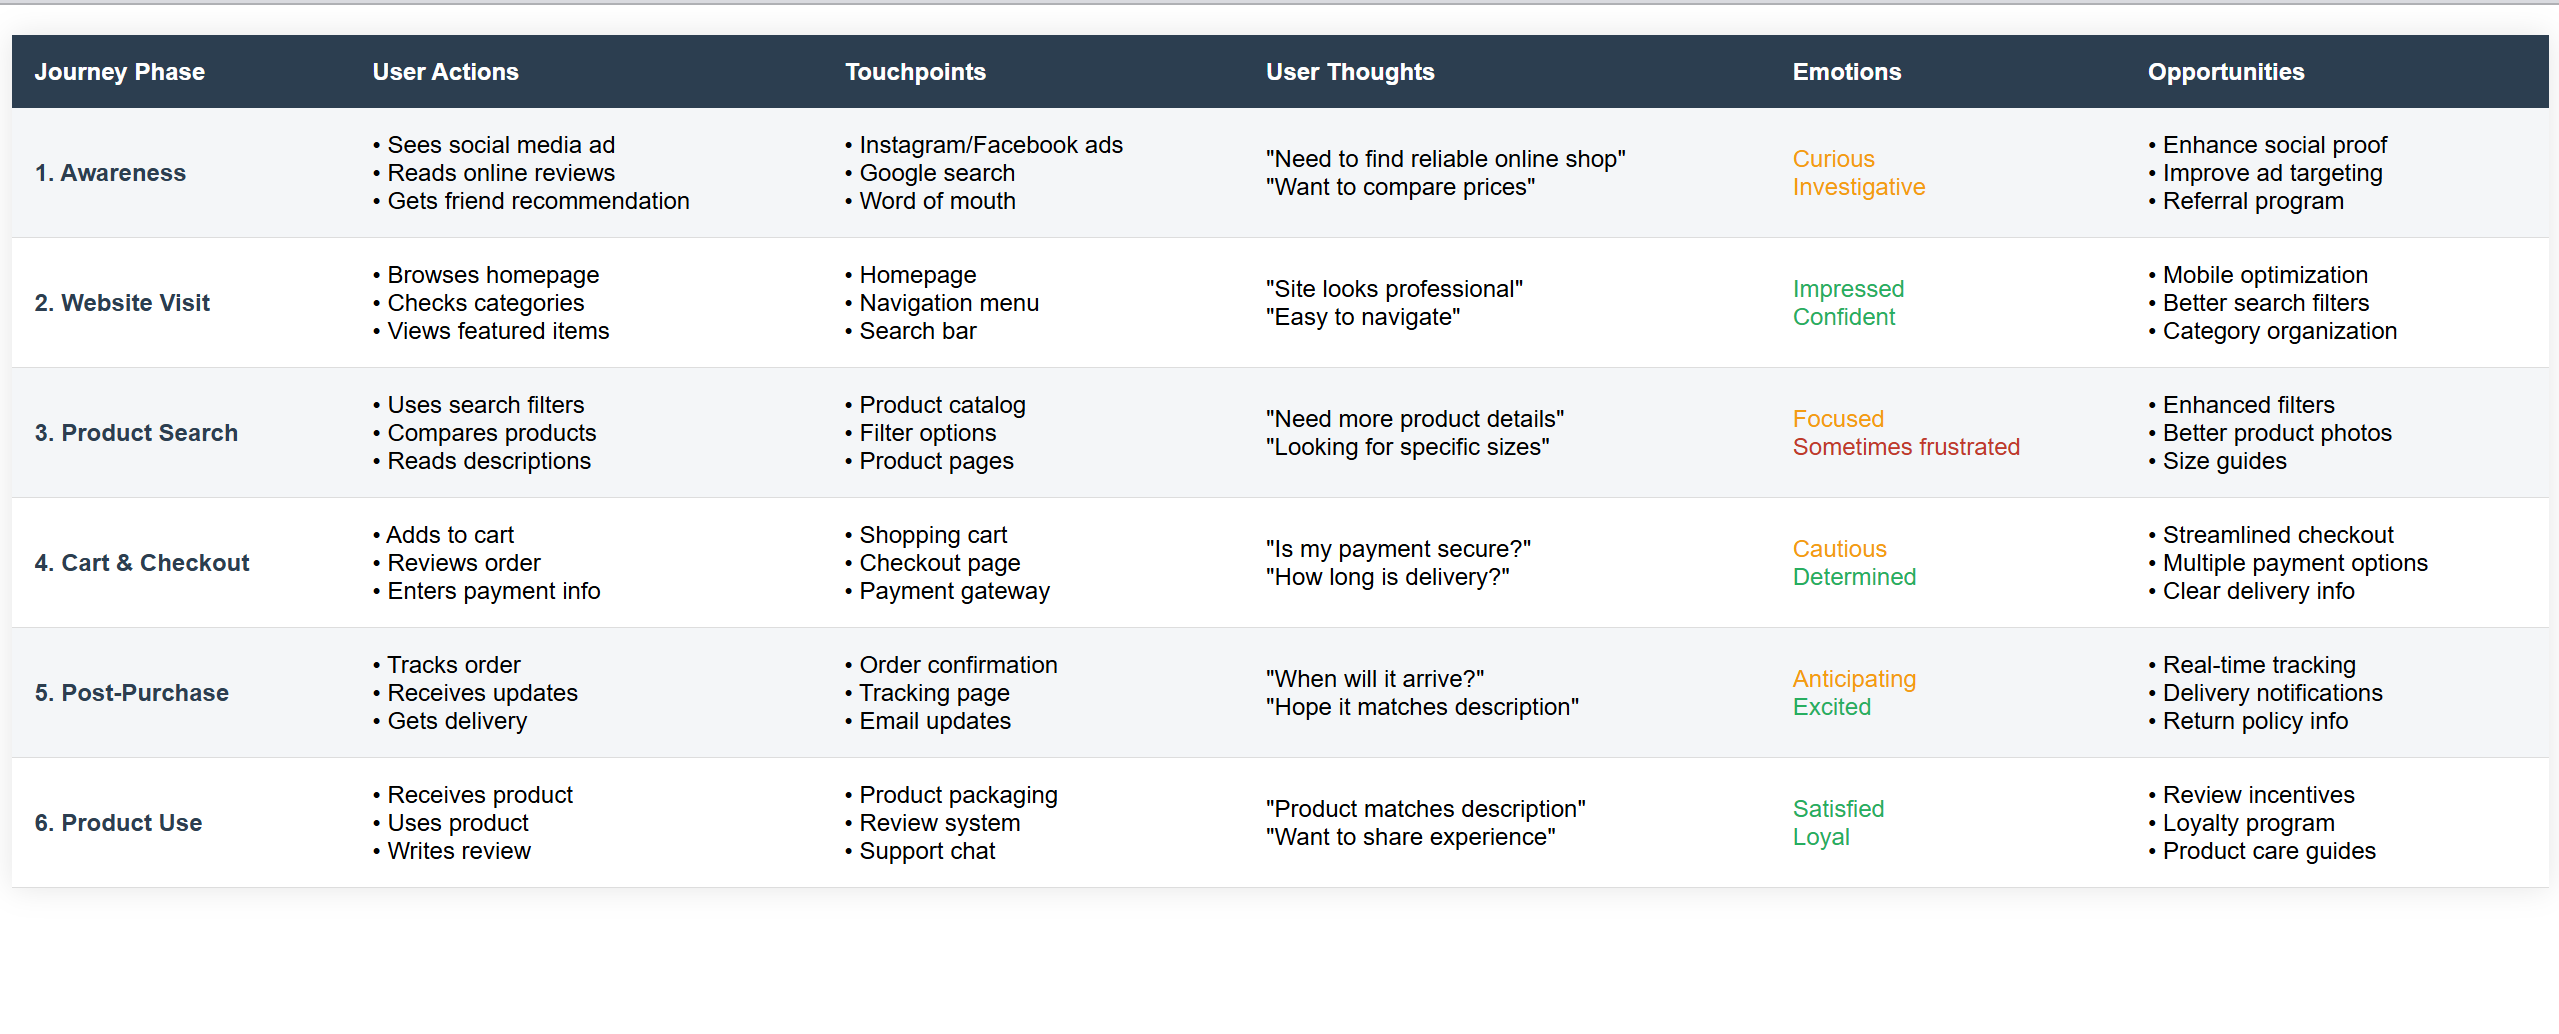 Journey Phase
User Actions
Touchpoints
User Thoughts
Emotions
Opportunities
1. Awareness
• Sees social media ad
• Reads online reviews
• Gets friend recommendation
• Instagram/Facebook ads
• Google search
• Word of mouth
"Need to find reliable online shop"
"Want to compare prices"
Curious
Investigative
• Enhance social proof
• Improve ad targeting
• Referral program
2. Website Visit
• Browses homepage
• Checks categories
• Views featured items
• Homepage
• Navigation menu
• Search bar
"Site looks professional"
"Easy to navigate"
Impressed
Confident
• Mobile optimization
• Better search filters
• Category organization
3. Product Search
• Uses search filters
• Compares products
• Reads descriptions
• Product catalog
• Filter options
• Product pages
"Need more product details"
"Looking for specific sizes"
Focused
Sometimes frustrated
• Enhanced filters
• Better product photos
• Size guides
4. Cart & Checkout
• Adds to cart
• Reviews order
• Enters payment info
• Shopping cart
• Checkout page
• Payment gateway
"Is my payment secure?"
"How long is delivery?"
Cautious
Determined
• Streamlined checkout
• Multiple payment options
• Clear delivery info
5. Post-Purchase
• Tracks order
• Receives updates
• Gets delivery
• Order confirmation
• Tracking page
• Email updates
"When will it arrive?"
"Hope it matches description"
Anticipating
Excited
• Real-time tracking
• Delivery notifications
• Return policy info
6. Product Use
• Receives product
• Uses product
• Writes review
• Product packaging
• Review system
• Support chat
"Product matches description"
"Want to share experience"
Satisfied
Loyal
• Review incentives
• Loyalty program
• Product care guides